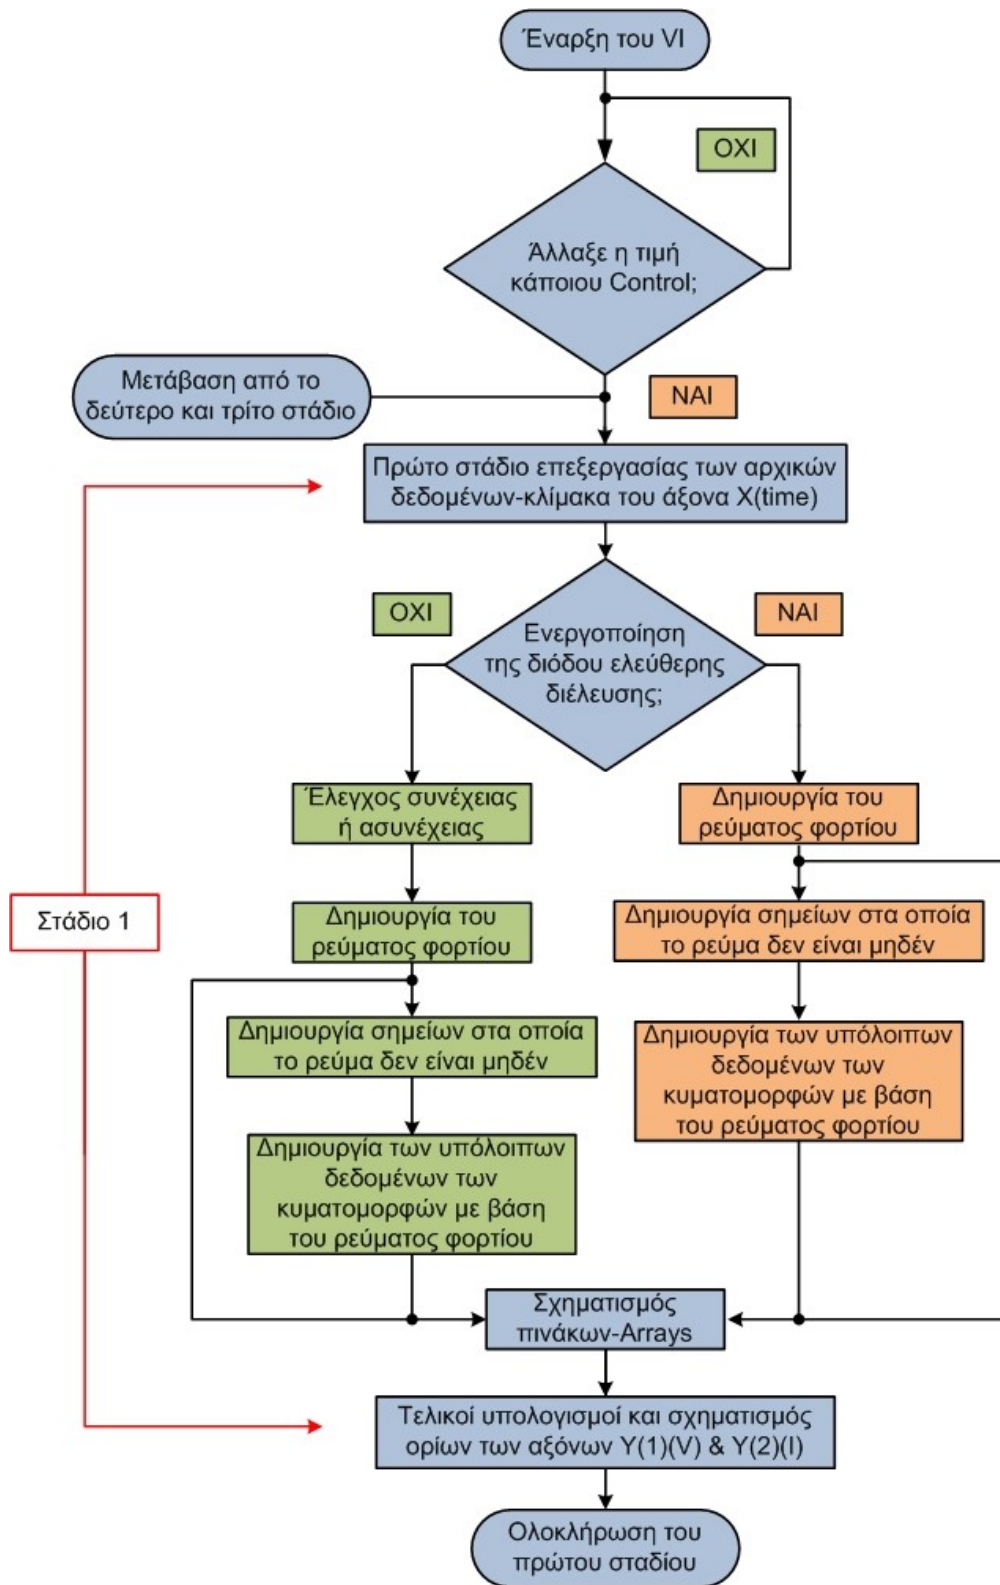 Έναρξη του VI
ΟΧΙ
Άλλαξε η τιμή
κάποιου Control;
Μετάβαση από το
δεύτερο και τρίτο στάδιο
ΝΑΙ
Πρώτο στάδιο επεξεργασίας των αρχικών
δεδομένων-κλίμακα του άξονα Χ(time)
ΟΧΙ
ΝΑΙ
Ενεργοποίηση
της διόδου ελεύθερης
διέλευσης;
Έλεγχος συνέχειας
ή ασυνέχειας
Δημιουργία του
ρεύματος φορτίου
Στάδιο 1
Δημιουργία του
ρεύματος φορτίου
Δημιουργία σημείων στα οποία
το ρεύμα δεν είναι μηδέν
Δημιουργία σημείων στα οποία
το ρεύμα δεν είναι μηδέν
Δημιουργία των υπόλοιπων
δεδομένων των
κυματομορφών με βάση
του ρεύματος φορτίου
Δημιουργία των υπόλοιπων
δεδομένων των
κυματομορφών με βάση
του ρεύματος φορτίου
Σχηματισμός
πινάκων-Arrays
Τελικοί υπολογισμοί και σχηματισμός
ορίων των αξόνων Υ(1)(V) & Υ(2)(Ι)
Ολοκλήρωση του
πρώτου σταδίου